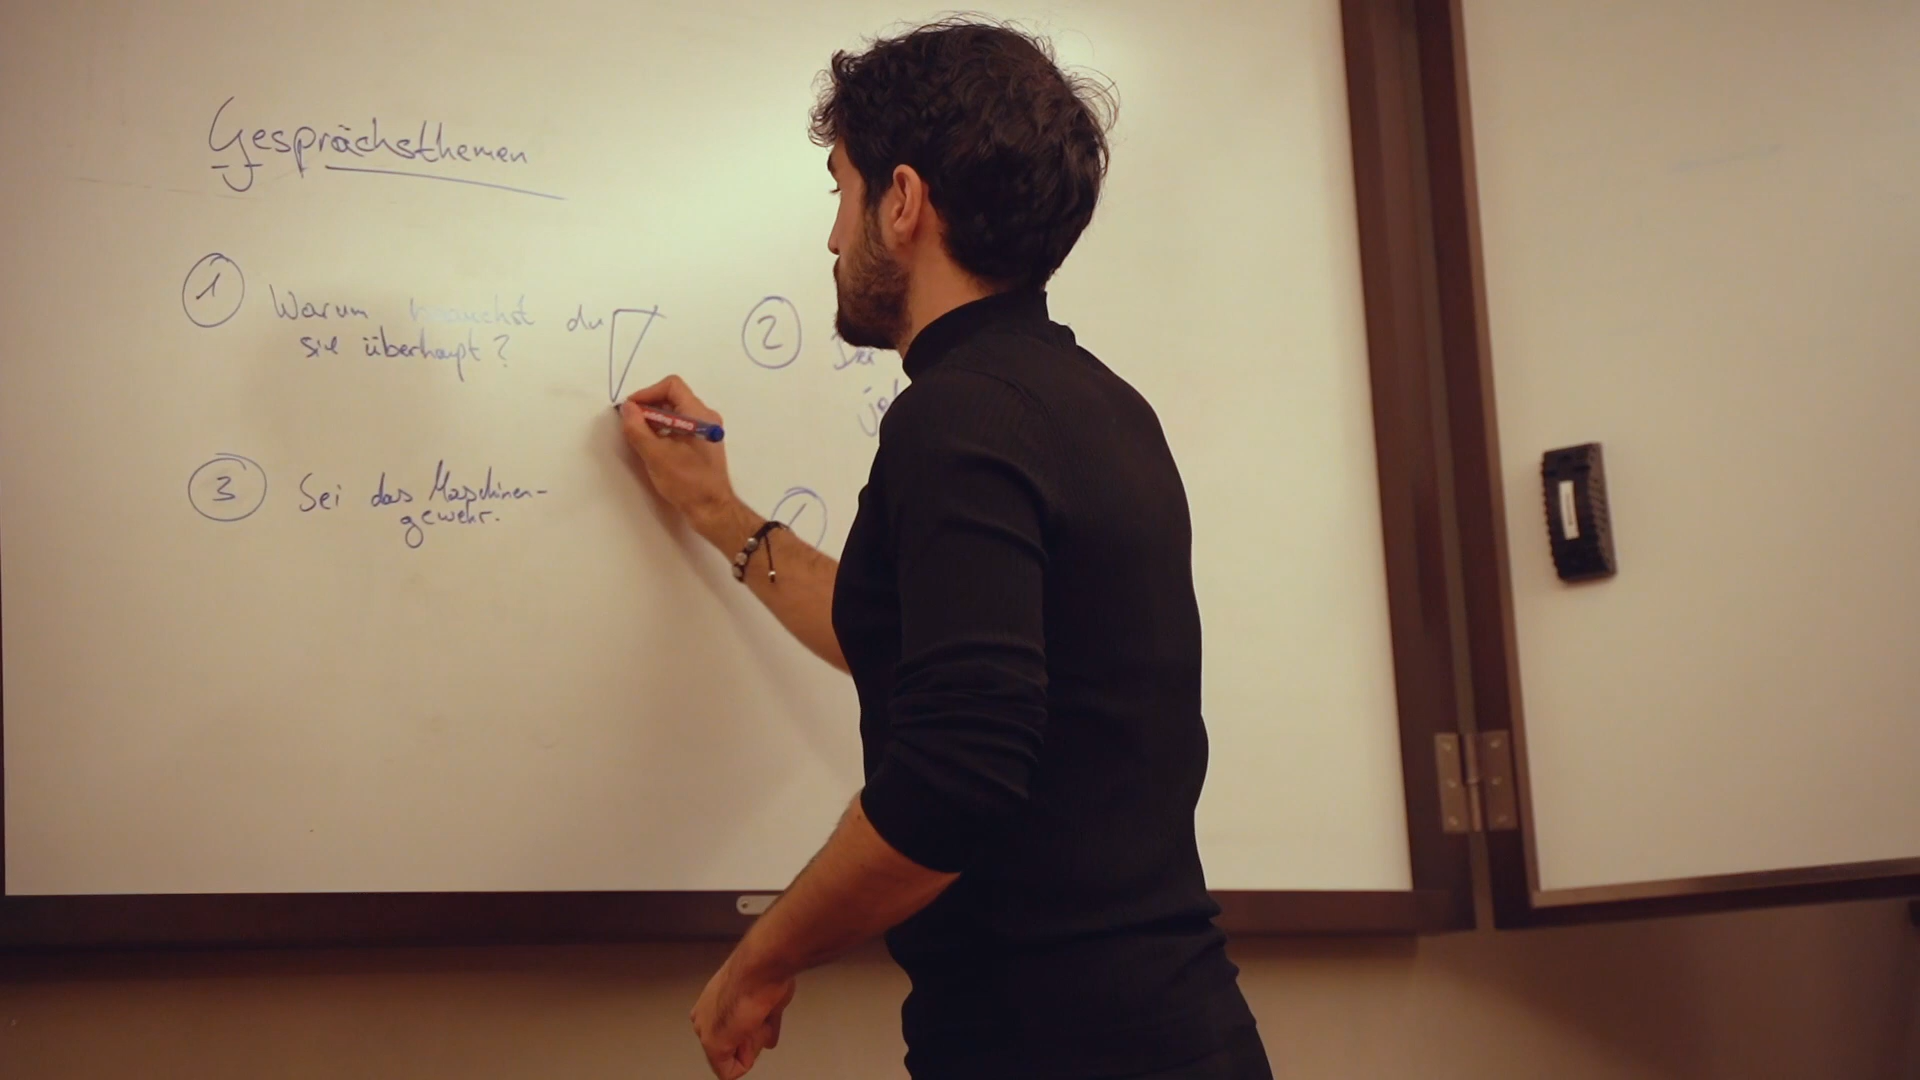 Gesprächsthemen
1 Warum brauchst du
sie überhaupt?
2
3 Sei das Maschinen-
gewehr.